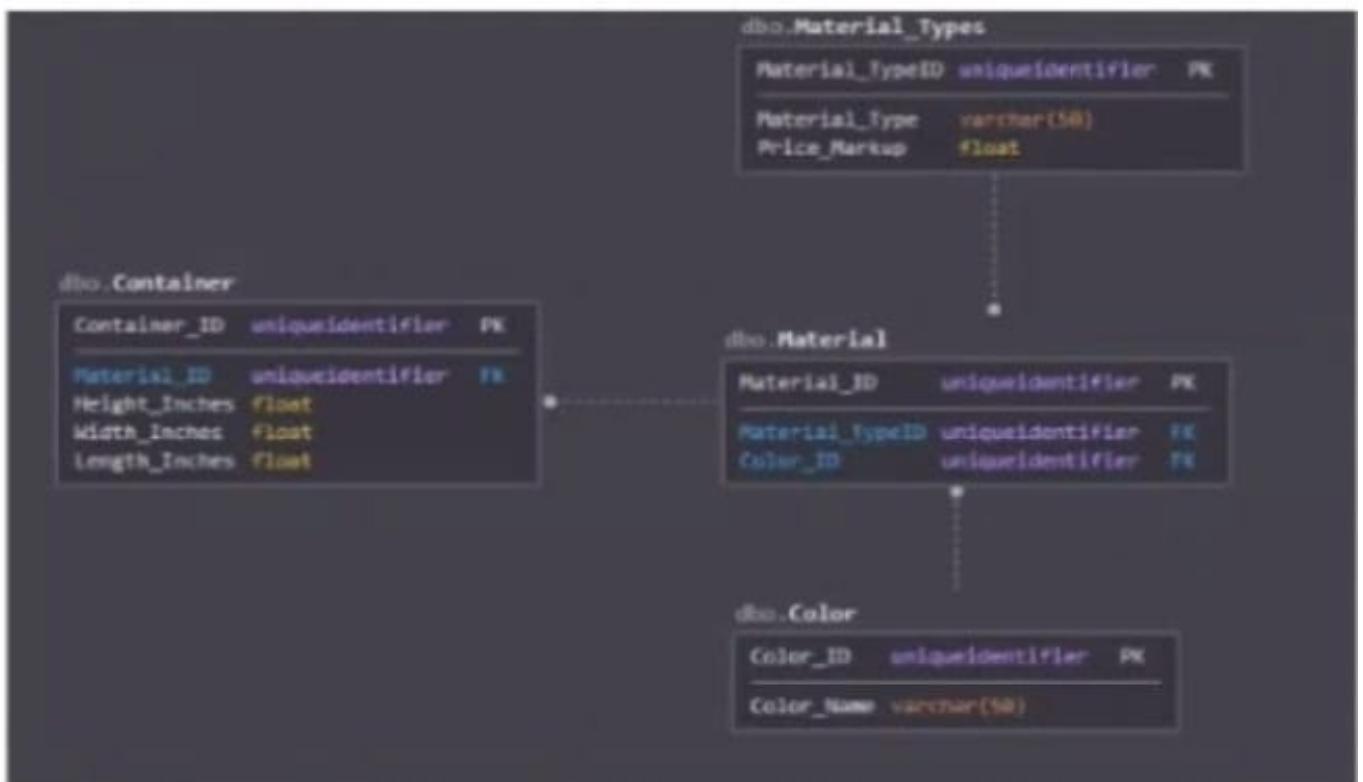 dbo.Material_Types
Material_TypeID uniqueidentifier PK
Material_Type varchar(50)
Price_Markup float
dbo.Container
Container_ID uniqueidentifier PK
Material_ID uniqueidentifier FK
Height_Inches float
Width_Inches float
Length_Inches float
dbo.Material
Material_ID uniqueidentifier PK
Material_TypeID uniqueidentifier FK
Color_ID uniqueidentifier FK
dbo.Color
Color_ID uniqueidentifier PK
Color_Name varchar(50)